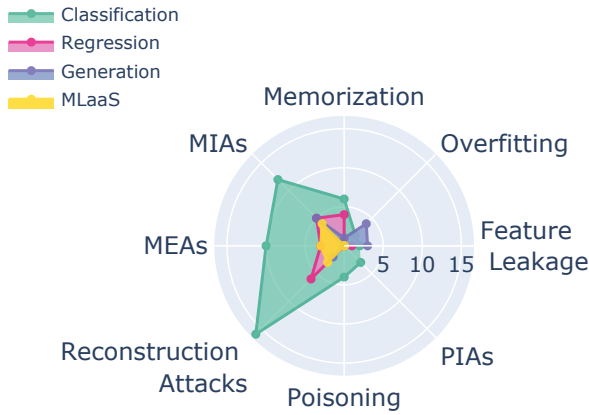 Classification
Regression
Generation
MLaaS
Memorization
MIAs
Overfitting
MEAs
Feature
Leakage
5 10 15
Reconstruction
Attacks
PIAs
Poisoning